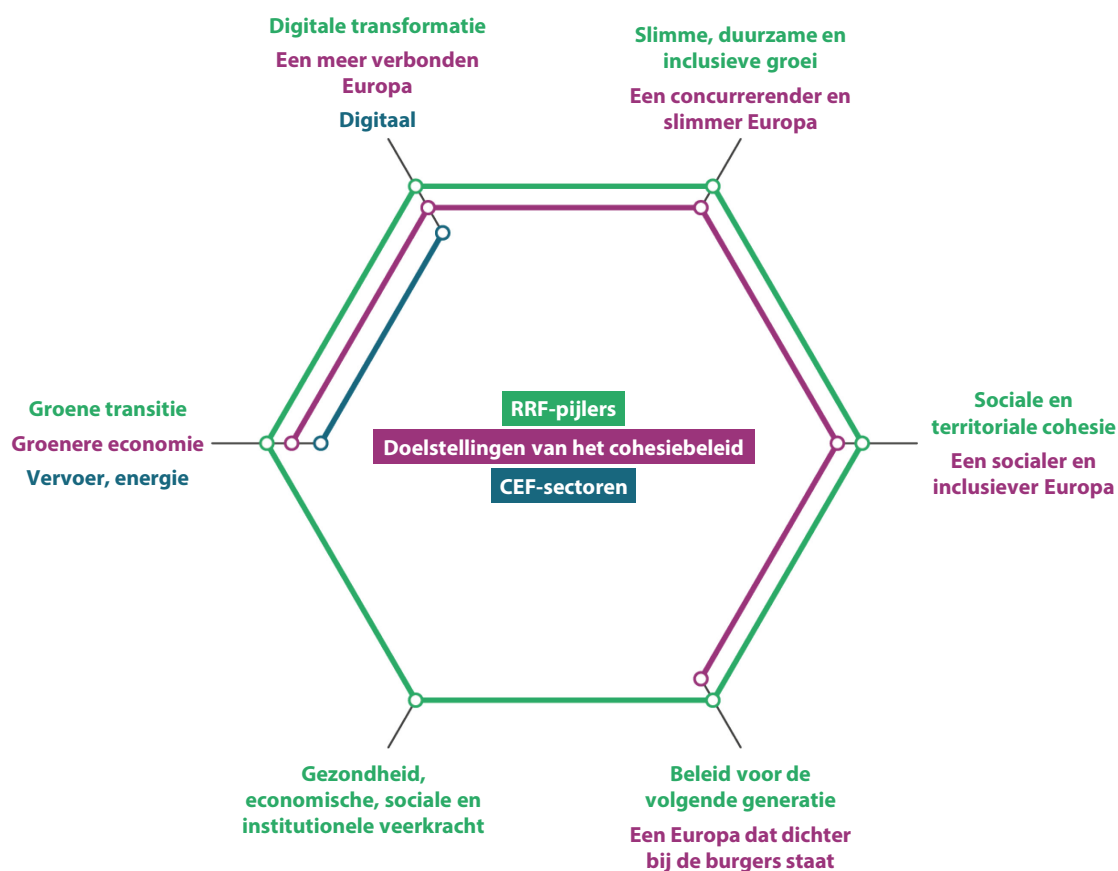 Digitale transformatie
Een meer verbonden
Europa
Digitaal
Slimme, duurzame en
inclusieve groei
Een concurrerender en
slimmer Europa
Groene transitie
Groenere economie
Vervoer, energie
RRF-pijlers
Doelstellingen van het cohesiebeleid
CEF-sectoren
Sociale en
territoriale cohesie
Een socialer en
inclusiever Europa
Gezondheid,
economische, sociale en
institutionele veerkracht
Beleid voor de
volgende generatie
Een Europa dat dichter
bij de burgers staat